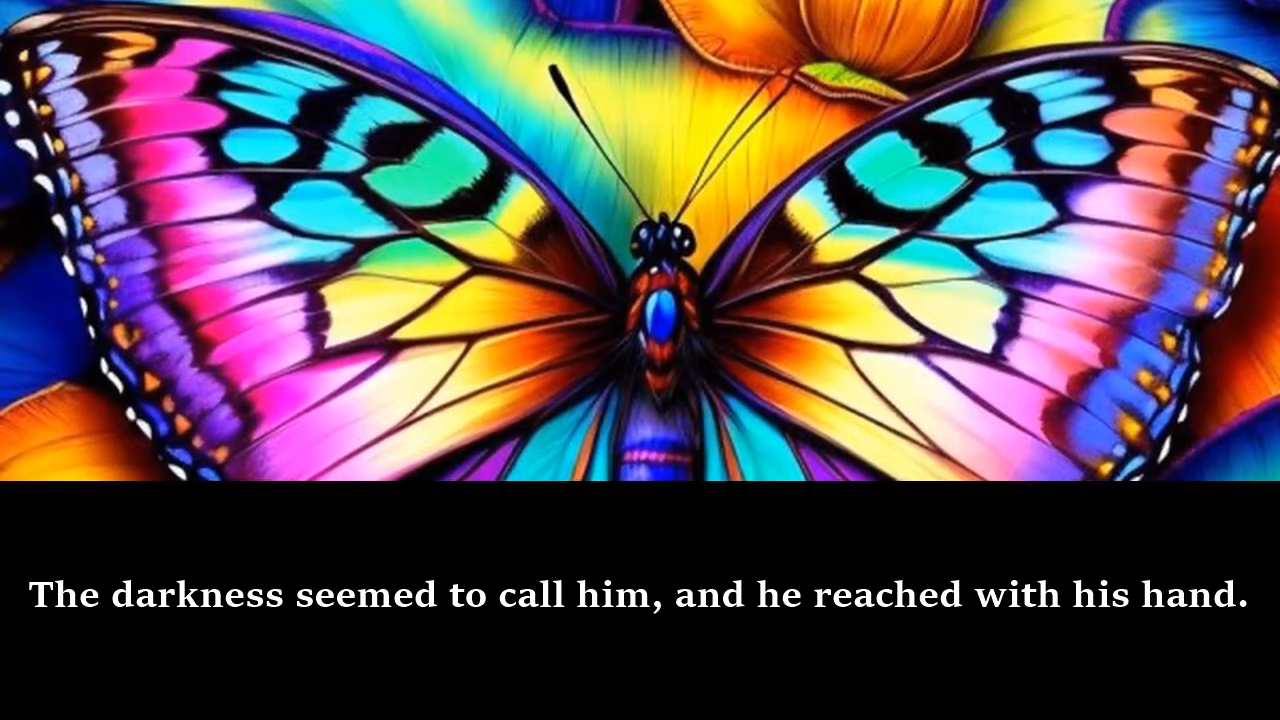 The darkness seemed to call him, and he reached with his hand.